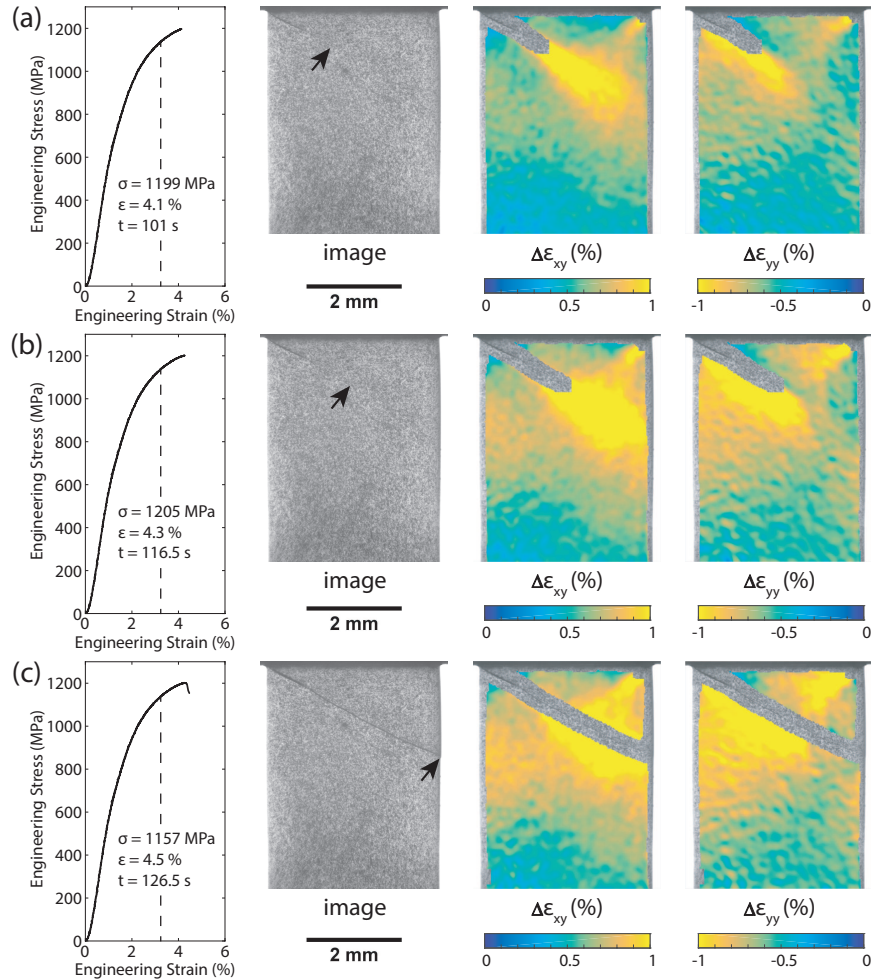 (a)
Engineering Stress (MPa)
1200
1000
800
600
400
200
0
σ = 1199 MPa
ε = 4.1 %
t = 101 s
0 2 4 6
Engineering Strain (%)
image
2 mm
Δε_xy (%)
0 0.5 1
Δε_yy (%)
-1 -0.5 0
(b)
Engineering Stress (MPa)
1200
1000
800
600
400
200
0
σ = 1205 MPa
ε = 4.3 %
t = 116.5 s
0 2 4 6
Engineering Strain (%)
image
2 mm
Δε_xy (%)
0 0.5 1
Δε_yy (%)
-1 -0.5 0
(c)
Engineering Stress (MPa)
1200
1000
800
600
400
200
0
σ = 1157 MPa
ε = 4.5 %
t = 126.5 s
0 2 4 6
Engineering Strain (%)
image
2 mm
Δε_xy (%)
0 0.5 1
Δε_yy (%)
-1 -0.5 0